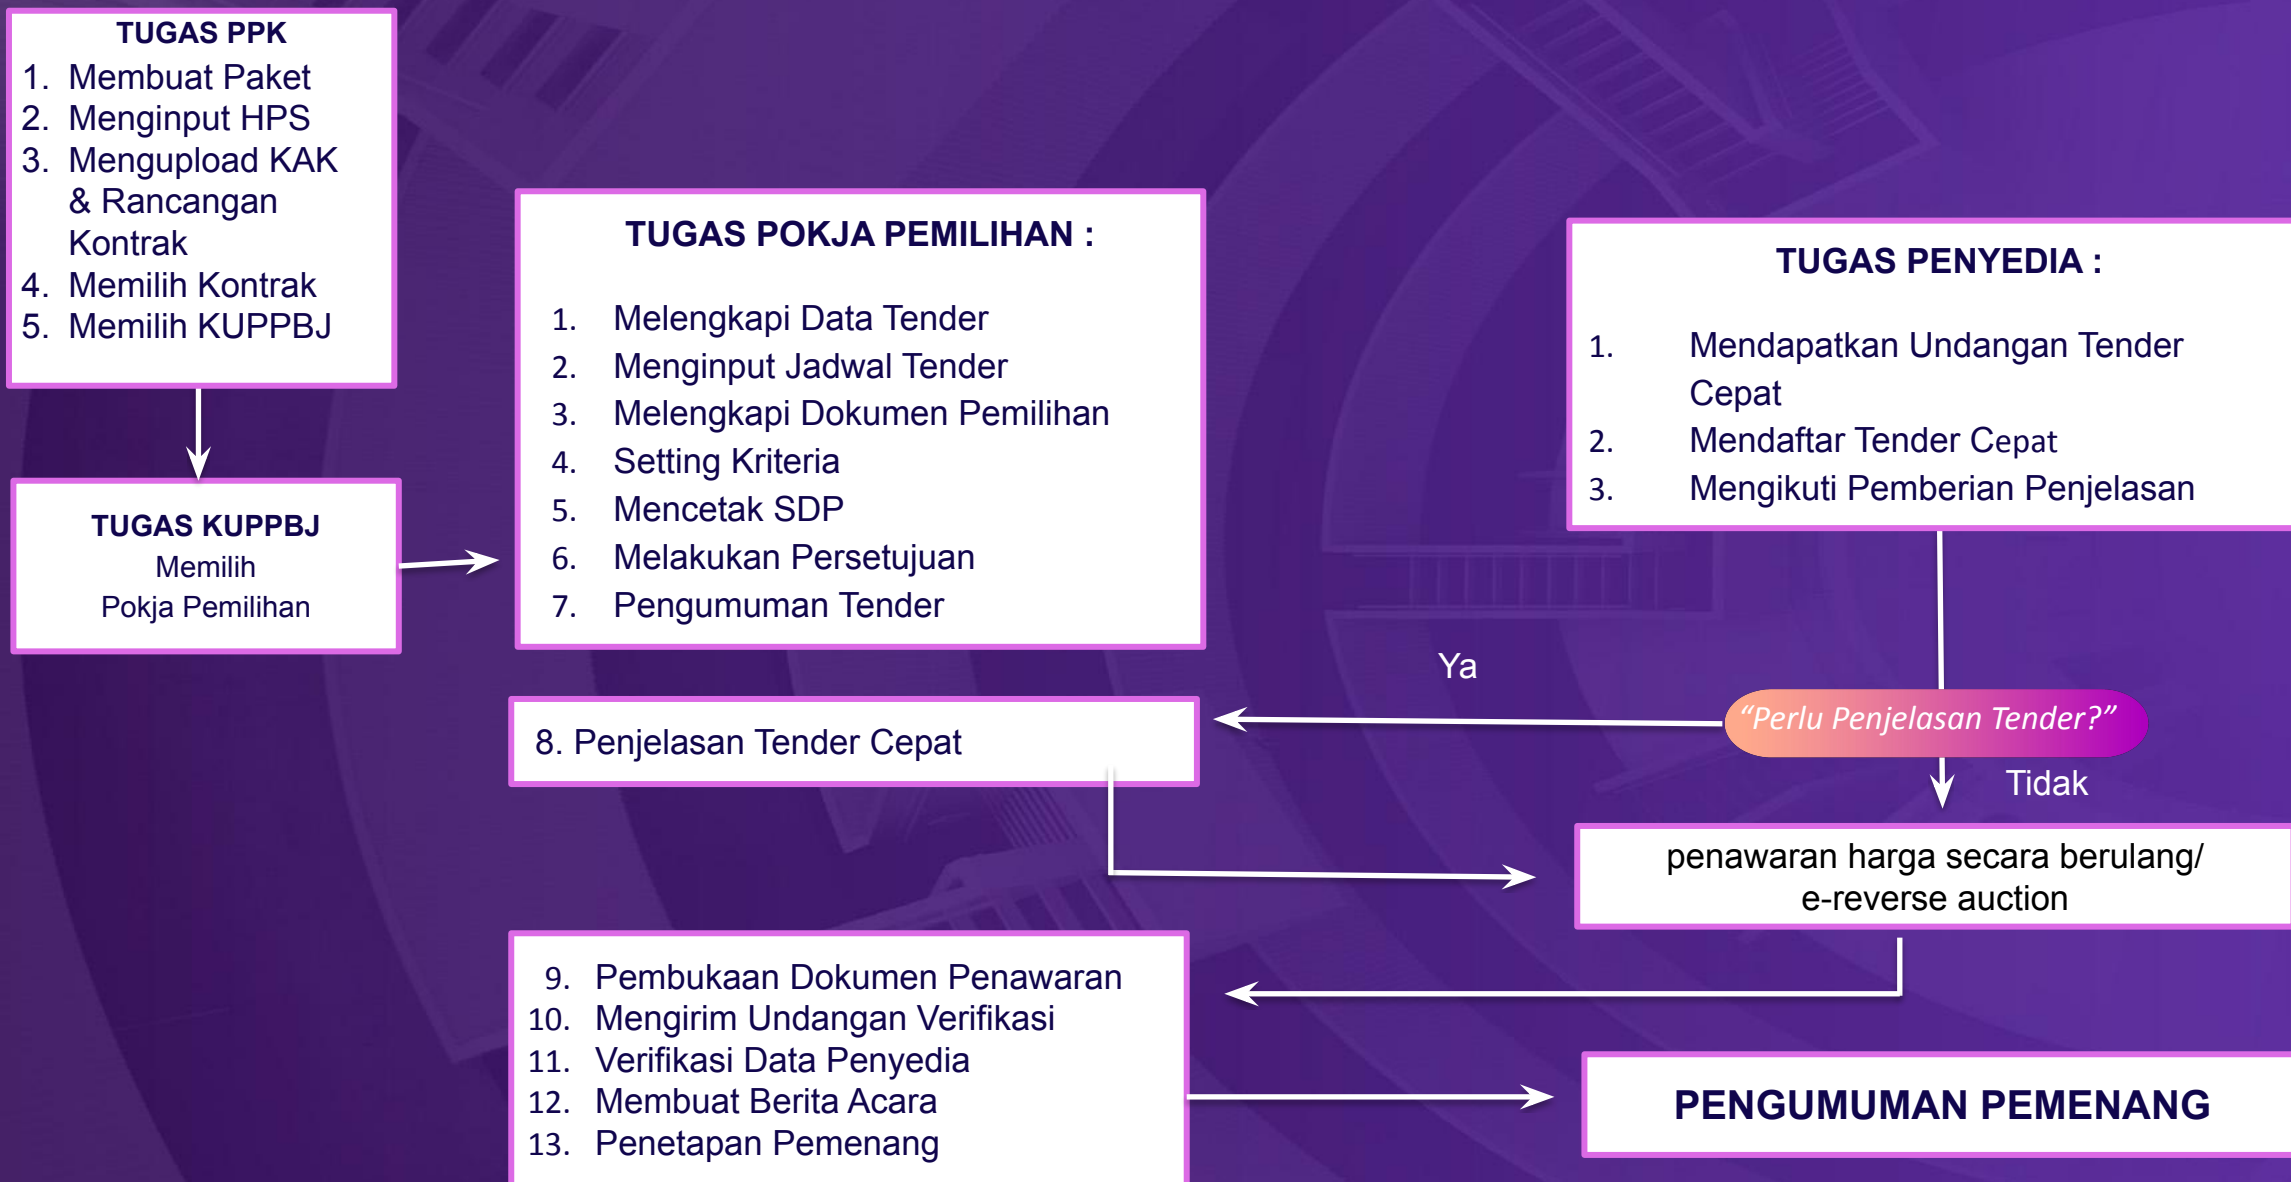 TUGAS PPK
1. Membuat Paket
2. Menginput HPS
3. Mengupload KAK
& Rancangan
Kontrak
4. Memilih Kontrak
5. Memilih KUPPBJ
TUGAS KUPPBJ
Memilih
Pokja Pemilihan
TUGAS POKJA PEMILIHAN :
1. Melengkapi Data Tender
2. Menginput Jadwal Tender
3. Melengkapi Dokumen Pemilihan
4. Setting Kriteria
5. Mencetak SDP
6. Melakukan Persetujuan
7. Pengumuman Tender
TUGAS PENYEDIA :
1. Mendapatkan Undangan Tender
Cepat
2. Mendaftar Tender Cepat
3. Mengikuti Pemberian Penjelasan
Ya
“Perlu Penjelasan Tender?”
Tidak
8. Penjelasan Tender Cepat
penawaran harga secara berulang/
e-reverse auction
9. Pembukaan Dokumen Penawaran
10. Mengirim Undangan Verifikasi
11. Verifikasi Data Penyedia
12. Membuat Berita Acara
13. Penetapan Pemenang
PENGUMUMAN PEMENANG